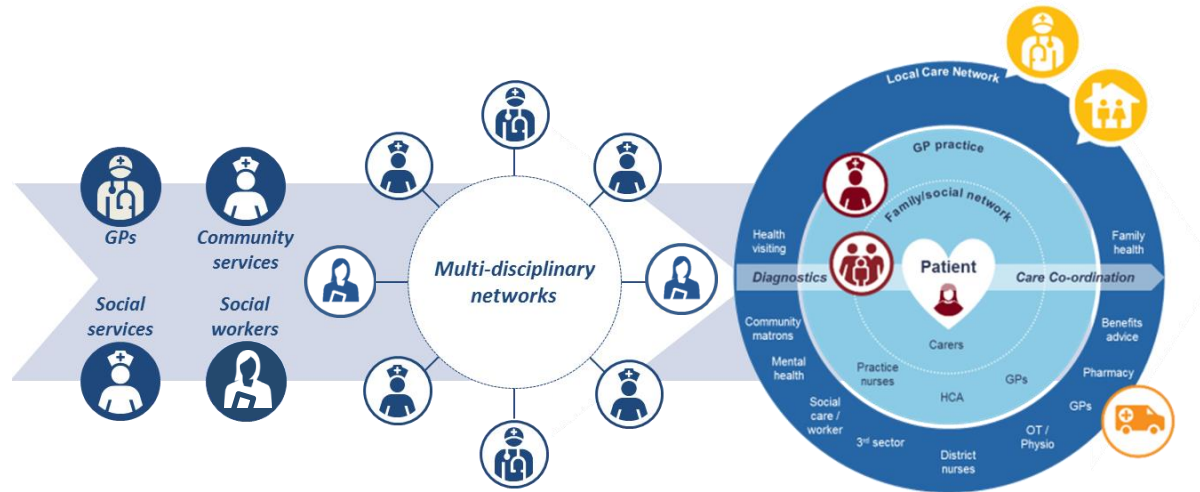 GPs
Community
services
Social
services
Social
workers
Multi-disciplinary
networks
Local Care Network
GP practice
Family/social network
Health
visiting
Family
health
Diagnostics
Patient
Care Co-ordination
Community
matrons
Benefits
advice
Carers
Mental
health
Practice
nurses
GPs
Pharmacy
HCA
Social
care /
worker
GPs
3rd sector
OT /
Physio
District
nurses